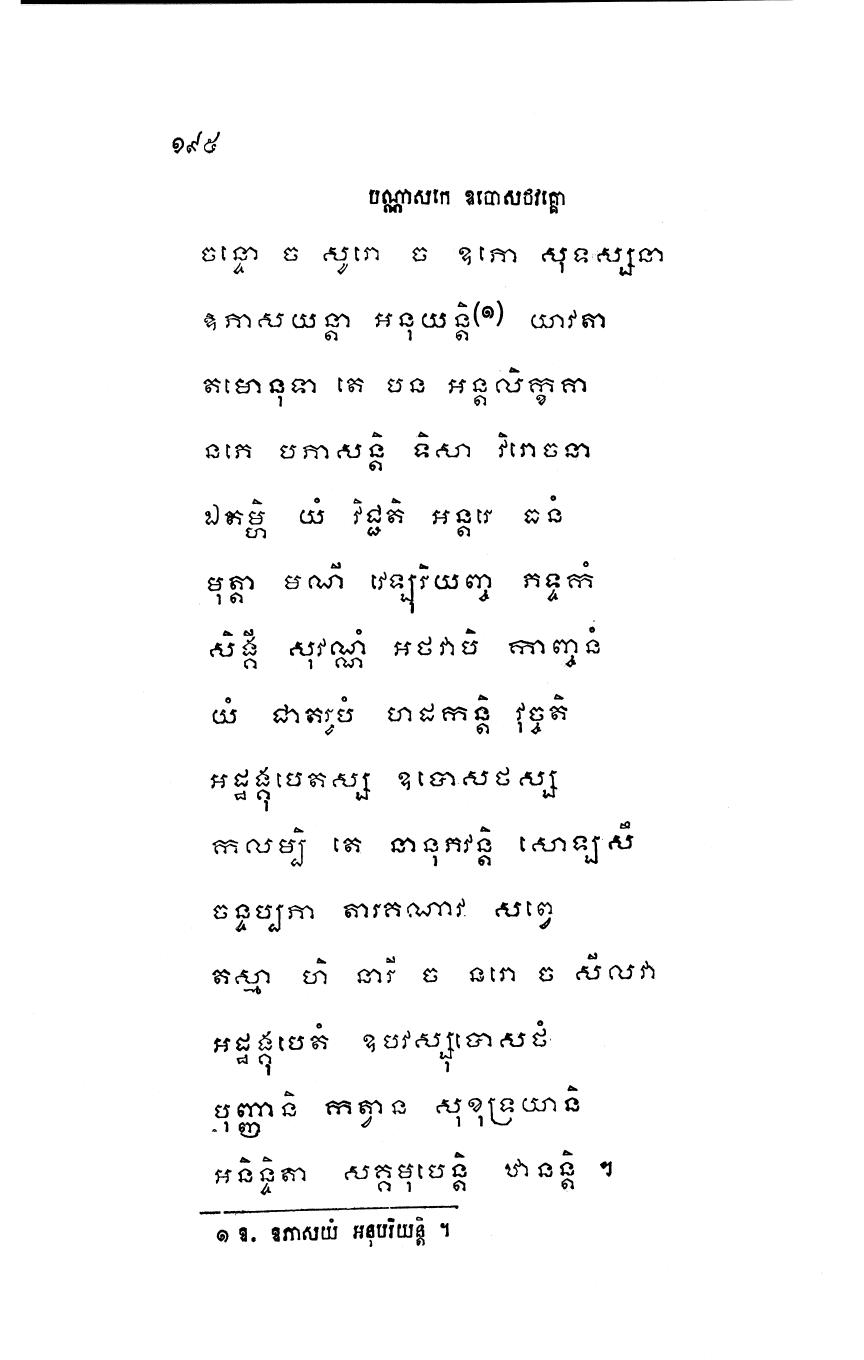 ១៩៥
បណ្ណាសកេ ឧបោសថវគ្គោ
ចន្ទោ ច សូរោ ច ឧភោ សុទស្សនា
ឱភាសយន្តា អនុយន្តិ(១) យាវតា
តមោនុទា តេ បន អន្តលិក្ខគា
នភេ បភាសន្តិ ទិសា វិរោចនា
ឯតម្ហិ យំ វិជ្ជតិ អន្តរេ ធនំ
មុត្តា មណី វេឡុរិយញ្ច ភទ្ទកំ
សិង្គី សុវណ្ណំ អថវាបិ កាញ្ចនំ
យំ ជាតរូបំ ហដកន្តិ វុច្ចតិ
អដ្ឋង្គុបេតស្ស ឧបោសថស្ស
កលម្បិ តេ នានុភវន្តិ សោឡសឹ
ចន្ទប្បភា តារគណាវ សព្វេ
តស្មា ហិ នារី ច នរោ ច សីលវា
អដ្ឋង្គុបេតំ ឧបវស្សុបោសថំ
បុញ្ញានិ កត្វាន សុខុទ្រយានិ
អនិន្ទិតា សគ្គមុបេន្តិ ឋានន្តិ ។
១ ឱ. ឱភាសយំ អនុបរិយន្តិ ។